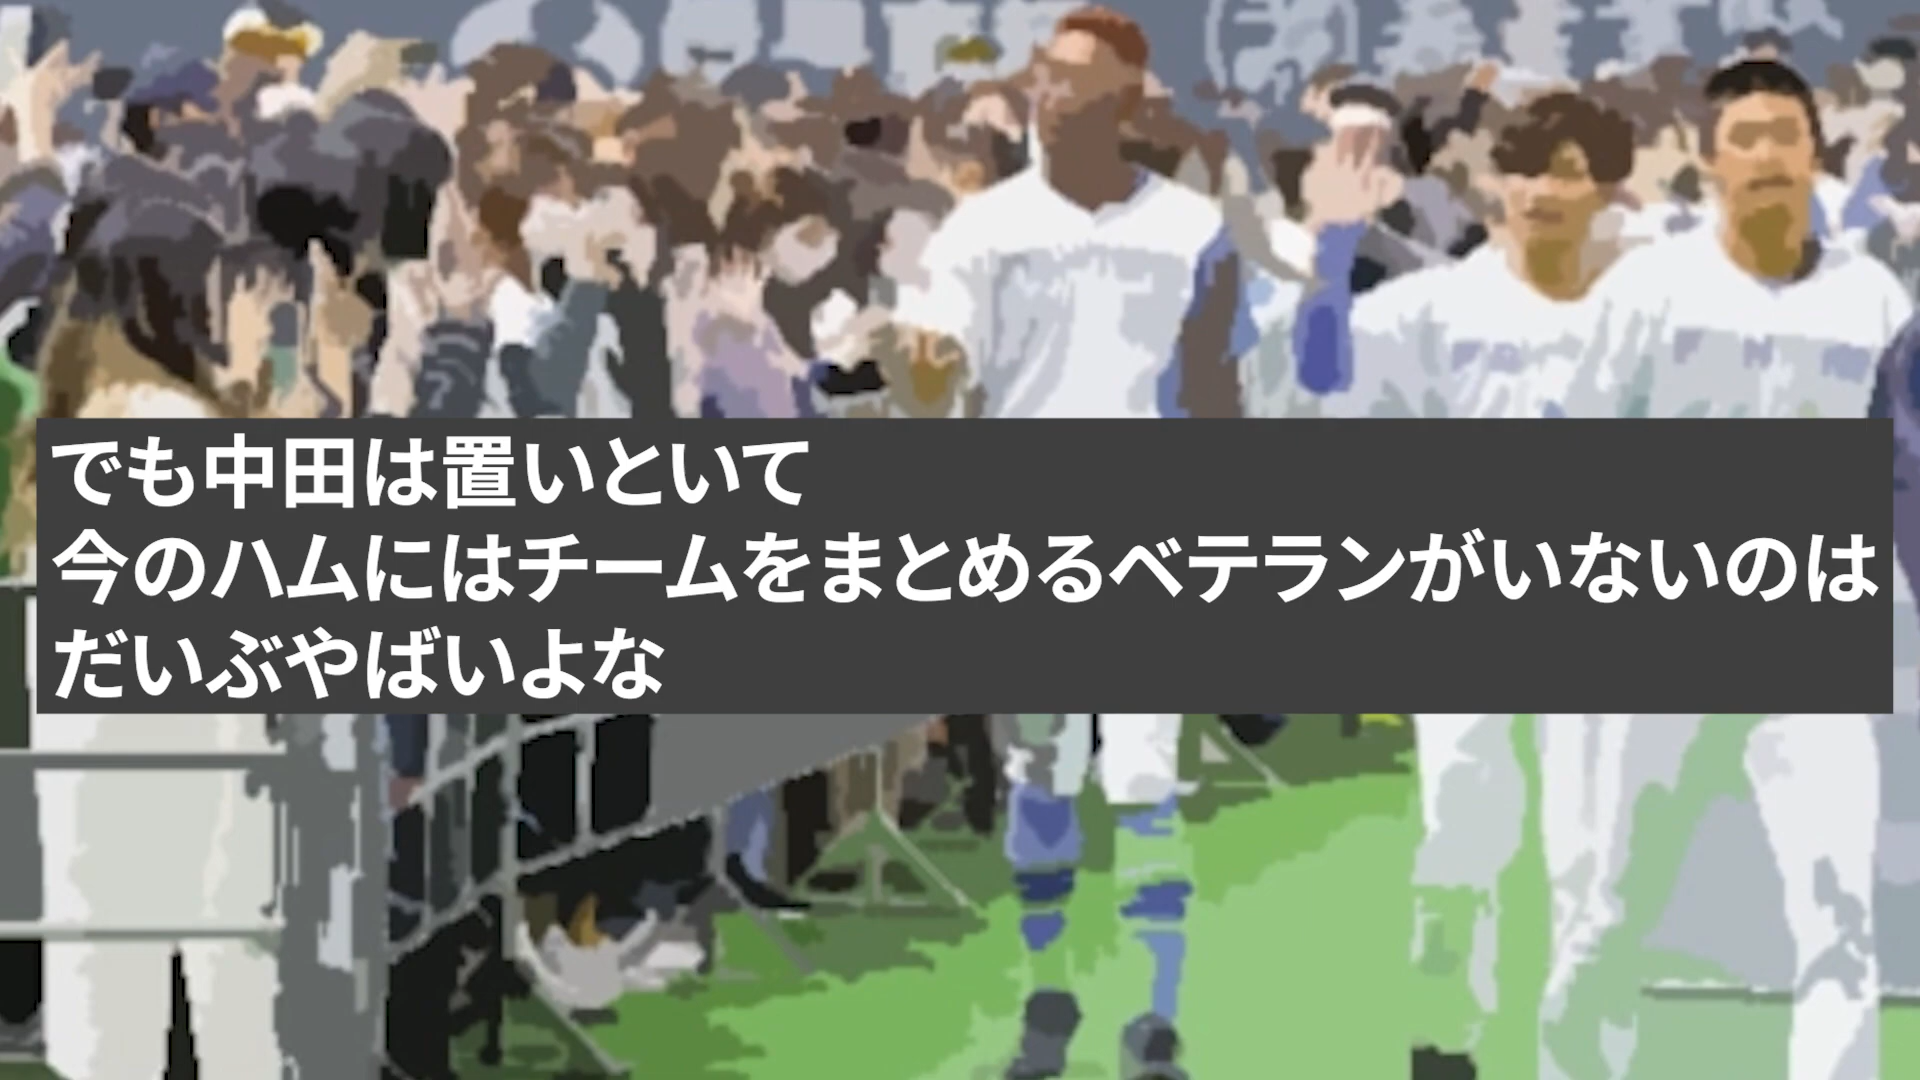 でも中田は置いといて
今のハムにはチームをまとめるベテランがいないのは
だいぶやばいよな